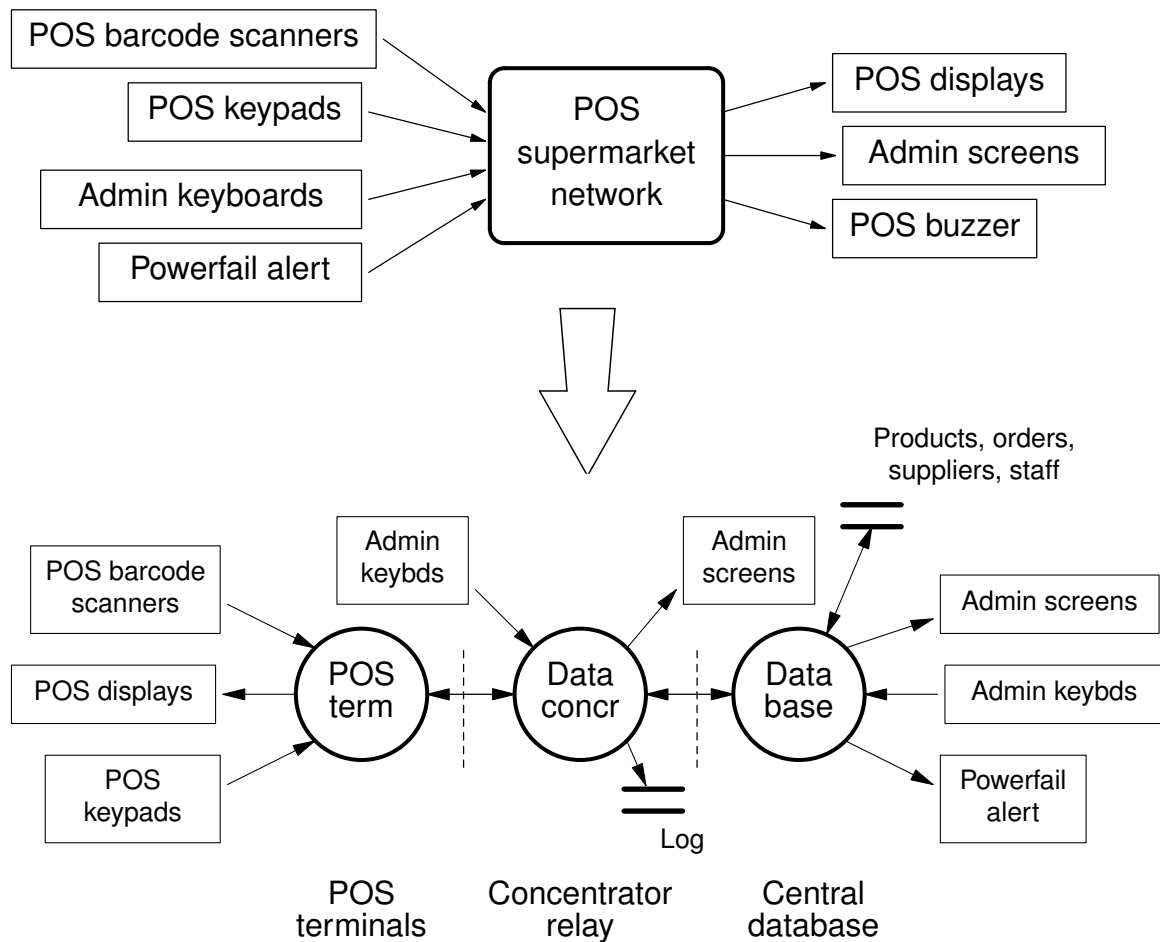 POS barcode scanners
POS keypads
Admin keyboards
Powerfail alert
POS
supermarket
network
POS displays
Admin screens
POS buzzer
Products, orders,
suppliers, staff
POS barcode
scanners
POS displays
POS
keypads
Admin
keybds
Admin
screens
POS
term
Data
concr
Data
base
Admin screens
Admin keybds
Powerfail
alert
Log
POS
terminals
Concentrator
relay
Central
database